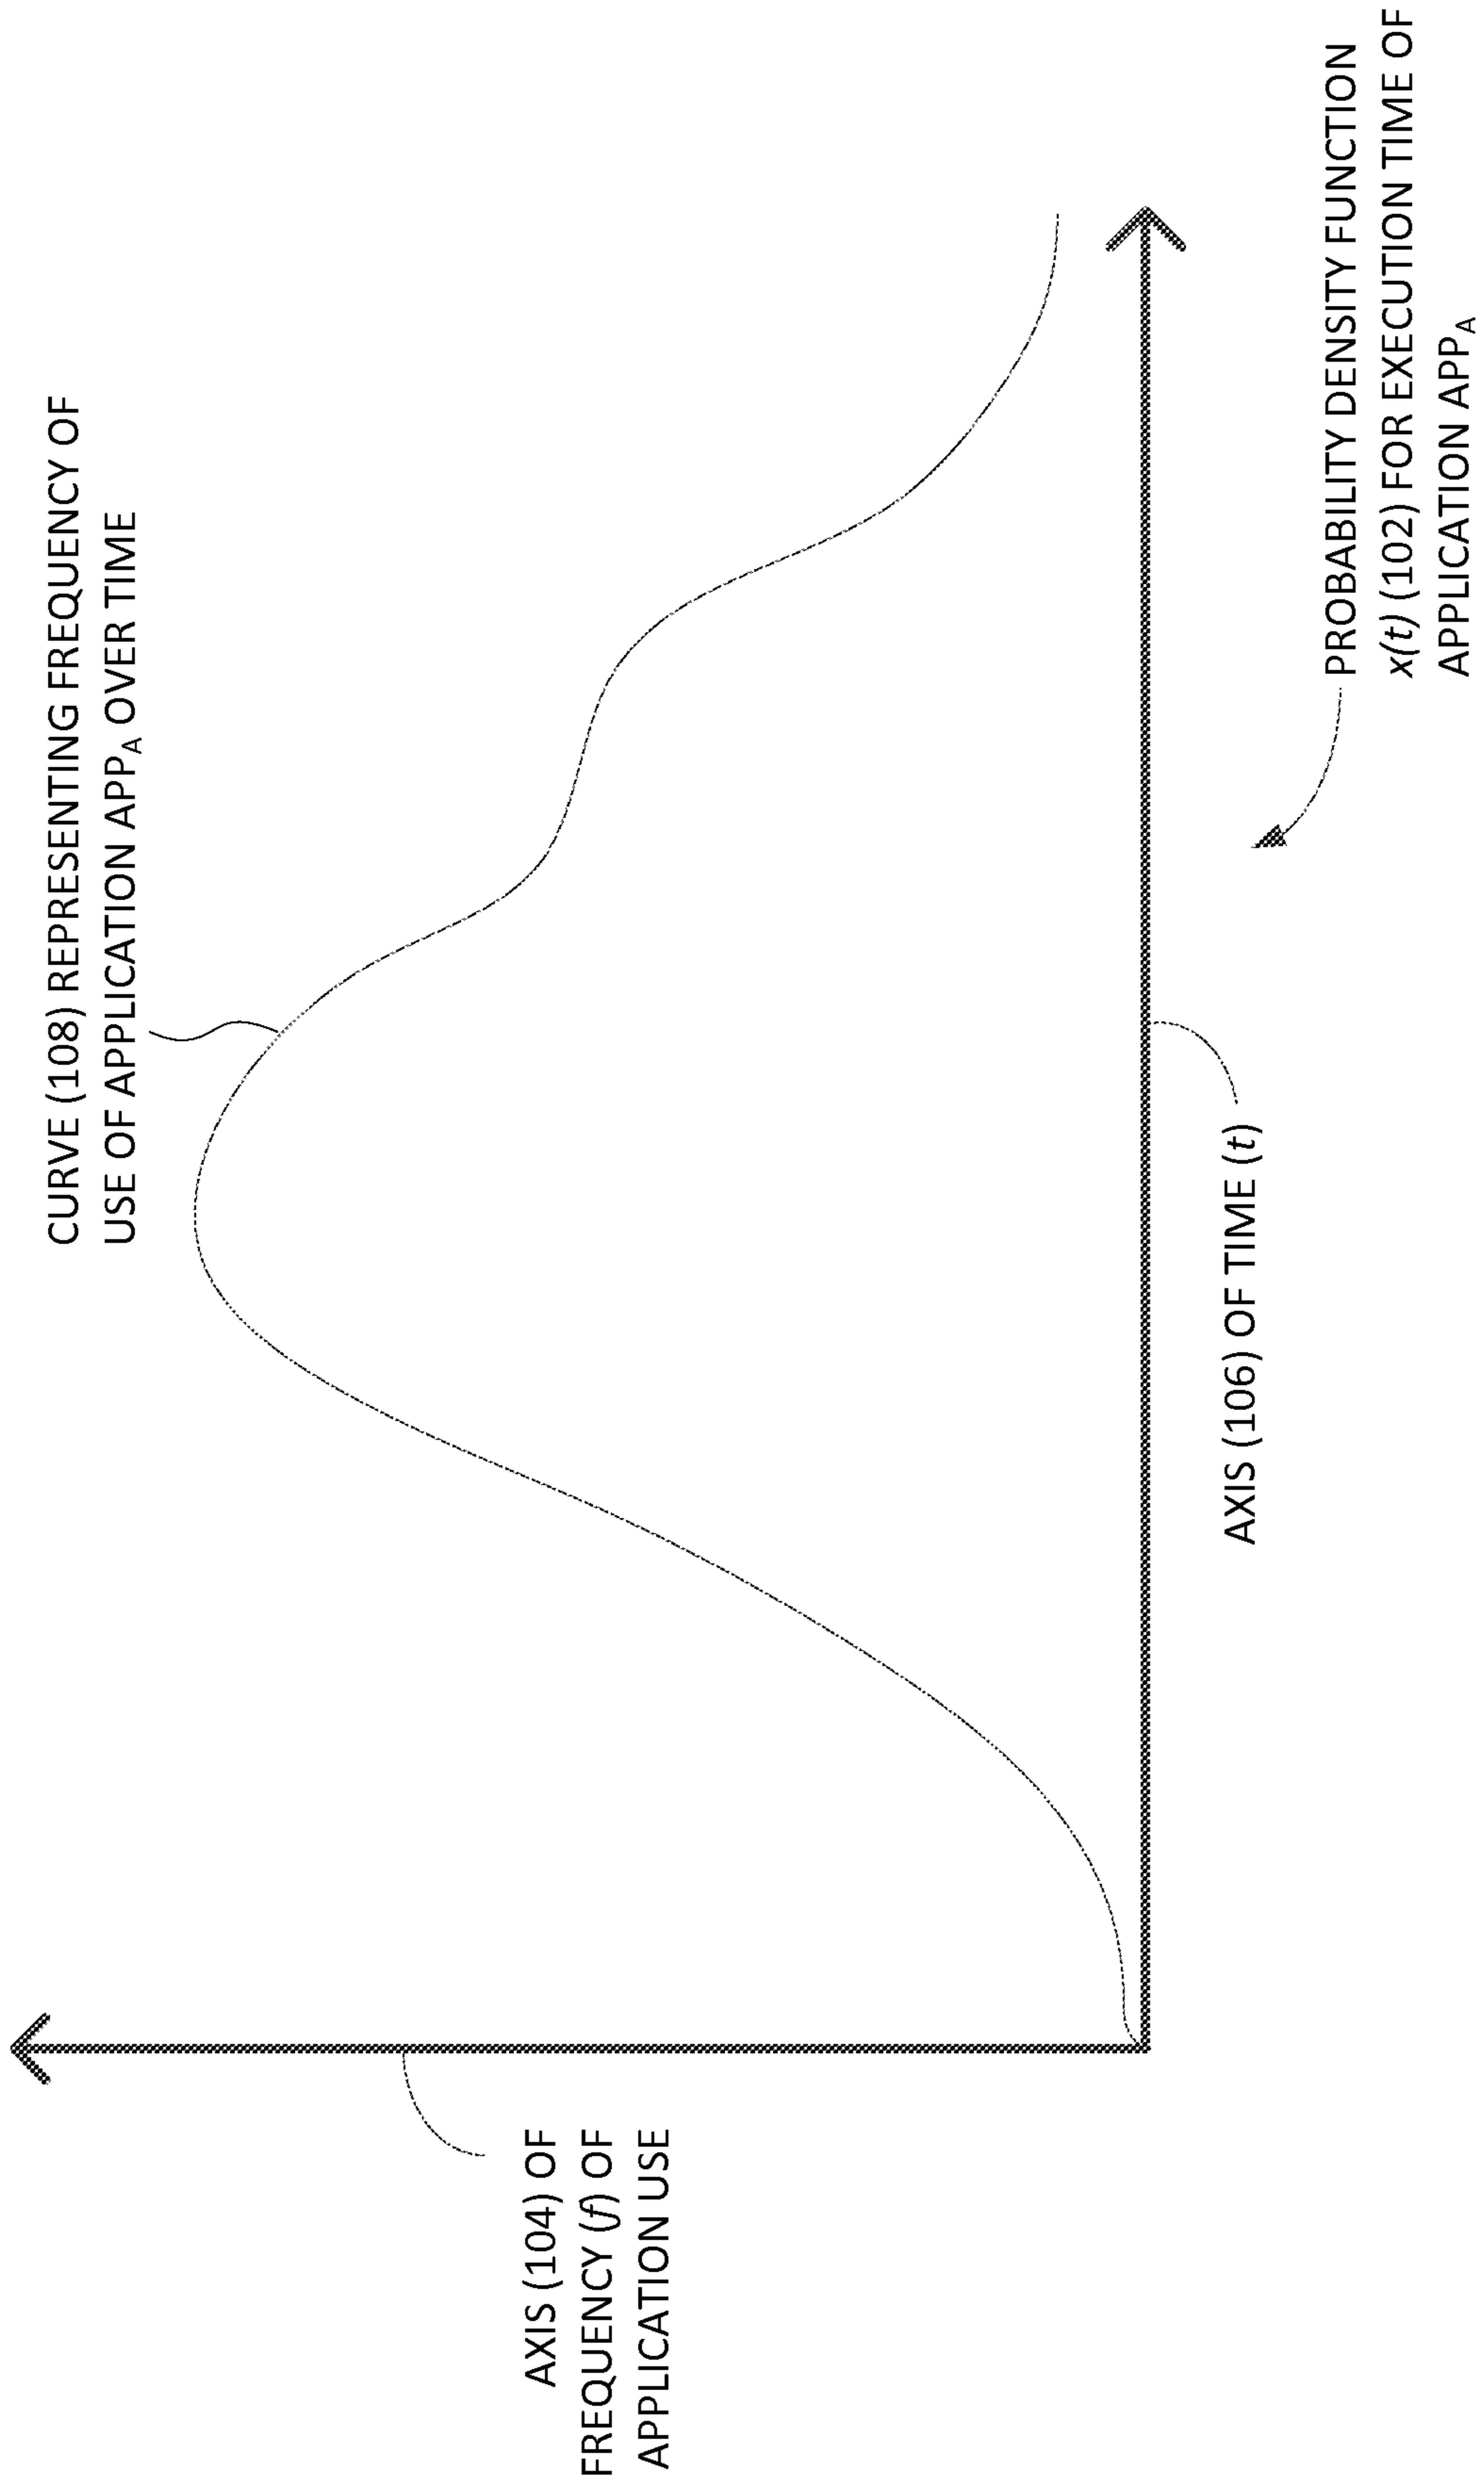 CURVE (108) REPRESENTING FREQUENCY OF
USE OF APPLICATION APPA OVER TIME
AXIS (104) OF
FREQUENCY (f) OF
APPLICATION USE
AXIS (106) OF TIME (t)
PROBABILITY DENSITY FUNCTION
x(t) (102) FOR EXECUTION TIME OF
APPLICATION APPA